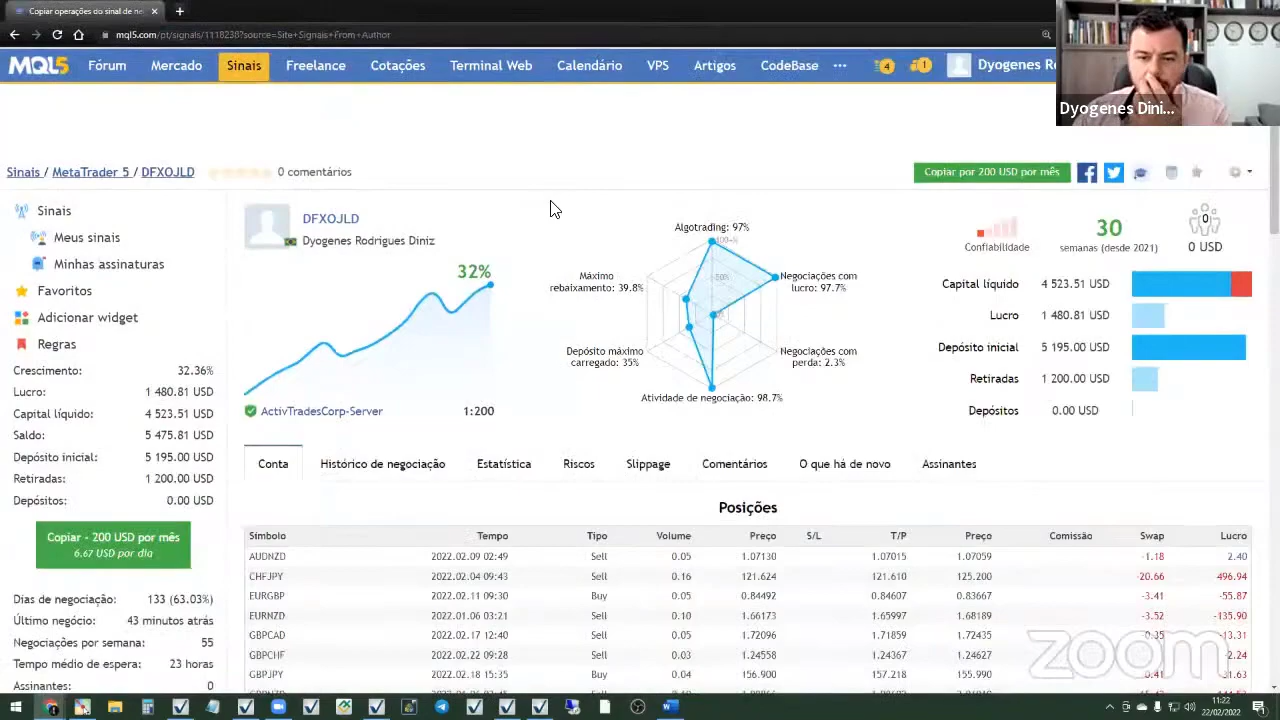 Copiar operações do sinal de ne
mql5.com/pt/signals/1118238?source=Site+Signals+From+Author
MQL5 Fórum Mercado Sinais Freelance Cotações Terminal Web Calendário VPS Artigos CodeBase ... 4 1 Dyogenes Ro
Dyogenes Dini...
Sinais / MetaTrader 5 / DFXOJLD 0 comentários Copiar por 200 USD por mês
Sinais
Meus sinais
Minhas assinaturas
Favoritos
Adicionar widget
Regras
Crescimento: 32.36%
Lucro: 1 480.81 USD
Capital líquido: 4 523.51 USD
Saldo: 5 475.81 USD
Depósito inicial: 5 195.00 USD
Retiradas: 1 200.00 USD
Depósitos: 0.00 USD
Copiar - 200 USD por mês
6.67 USD por dia
Dias de negociação: 133 (63.03%)
Último negócio: 43 minutos atrás
Negociações por semana: 55
Tempo médio de espera: 23 horas
Assinantes: 0
DFXOJLD
Dyogenes Rodrigues Diniz
32%
ActivTradesCorp-Server 1:200
Algotrading: 97%
100+%
50%
Máximo
rebaixamento: 39.8%
Negociações com
lucro: 97.7%
Depósito máximo
carregado: 35%
Negociações com
perda: 2.3%
Atividade de negociação: 98.7%
Confiabilidade
30
semanas (desde 2021)
0
0 USD
Capital líquido 4 523.51 USD
Lucro 1 480.81 USD
Depósito inicial 5 195.00 USD
Retiradas 1 200.00 USD
Depósitos 0.00 USD
Conta Histórico de negociação Estatística Riscos Slippage Comentários O que há de novo Assinantes
Posições
Símbolo Tempo Tipo Volume Preço S/L T/P Preço Comissão Swap Lucro
AUDNZD 2022.02.09 02:49 Sell 0.05 1.07130 1.07015 1.07059 -1.18 2.40
CHFJPY 2022.02.04 09:43 Sell 0.16 121.624 121.610 125.200 -20.66 -496.94
EURGBP 2022.02.11 09:30 Buy 0.05 0.84492 0.84607 0.83667 -3.41 -55.87
EURNZD 2022.01.06 03:21 Sell 0.10 1.66173 1.65997 1.68189 -3.52 -135.90
GBPCAD 2022.02.17 12:40 Sell 0.05 1.72096 1.71859 1.72435 -0.35 -13.31
GBPCHF 2022.02.22 09:28 Sell 0.03 1.24558 1.24367 1.24627
GBPJPY 2022.02.18 15:35 Buy 0.04 156.900 157.218 155.990
zoom
11:22
22/02/2022